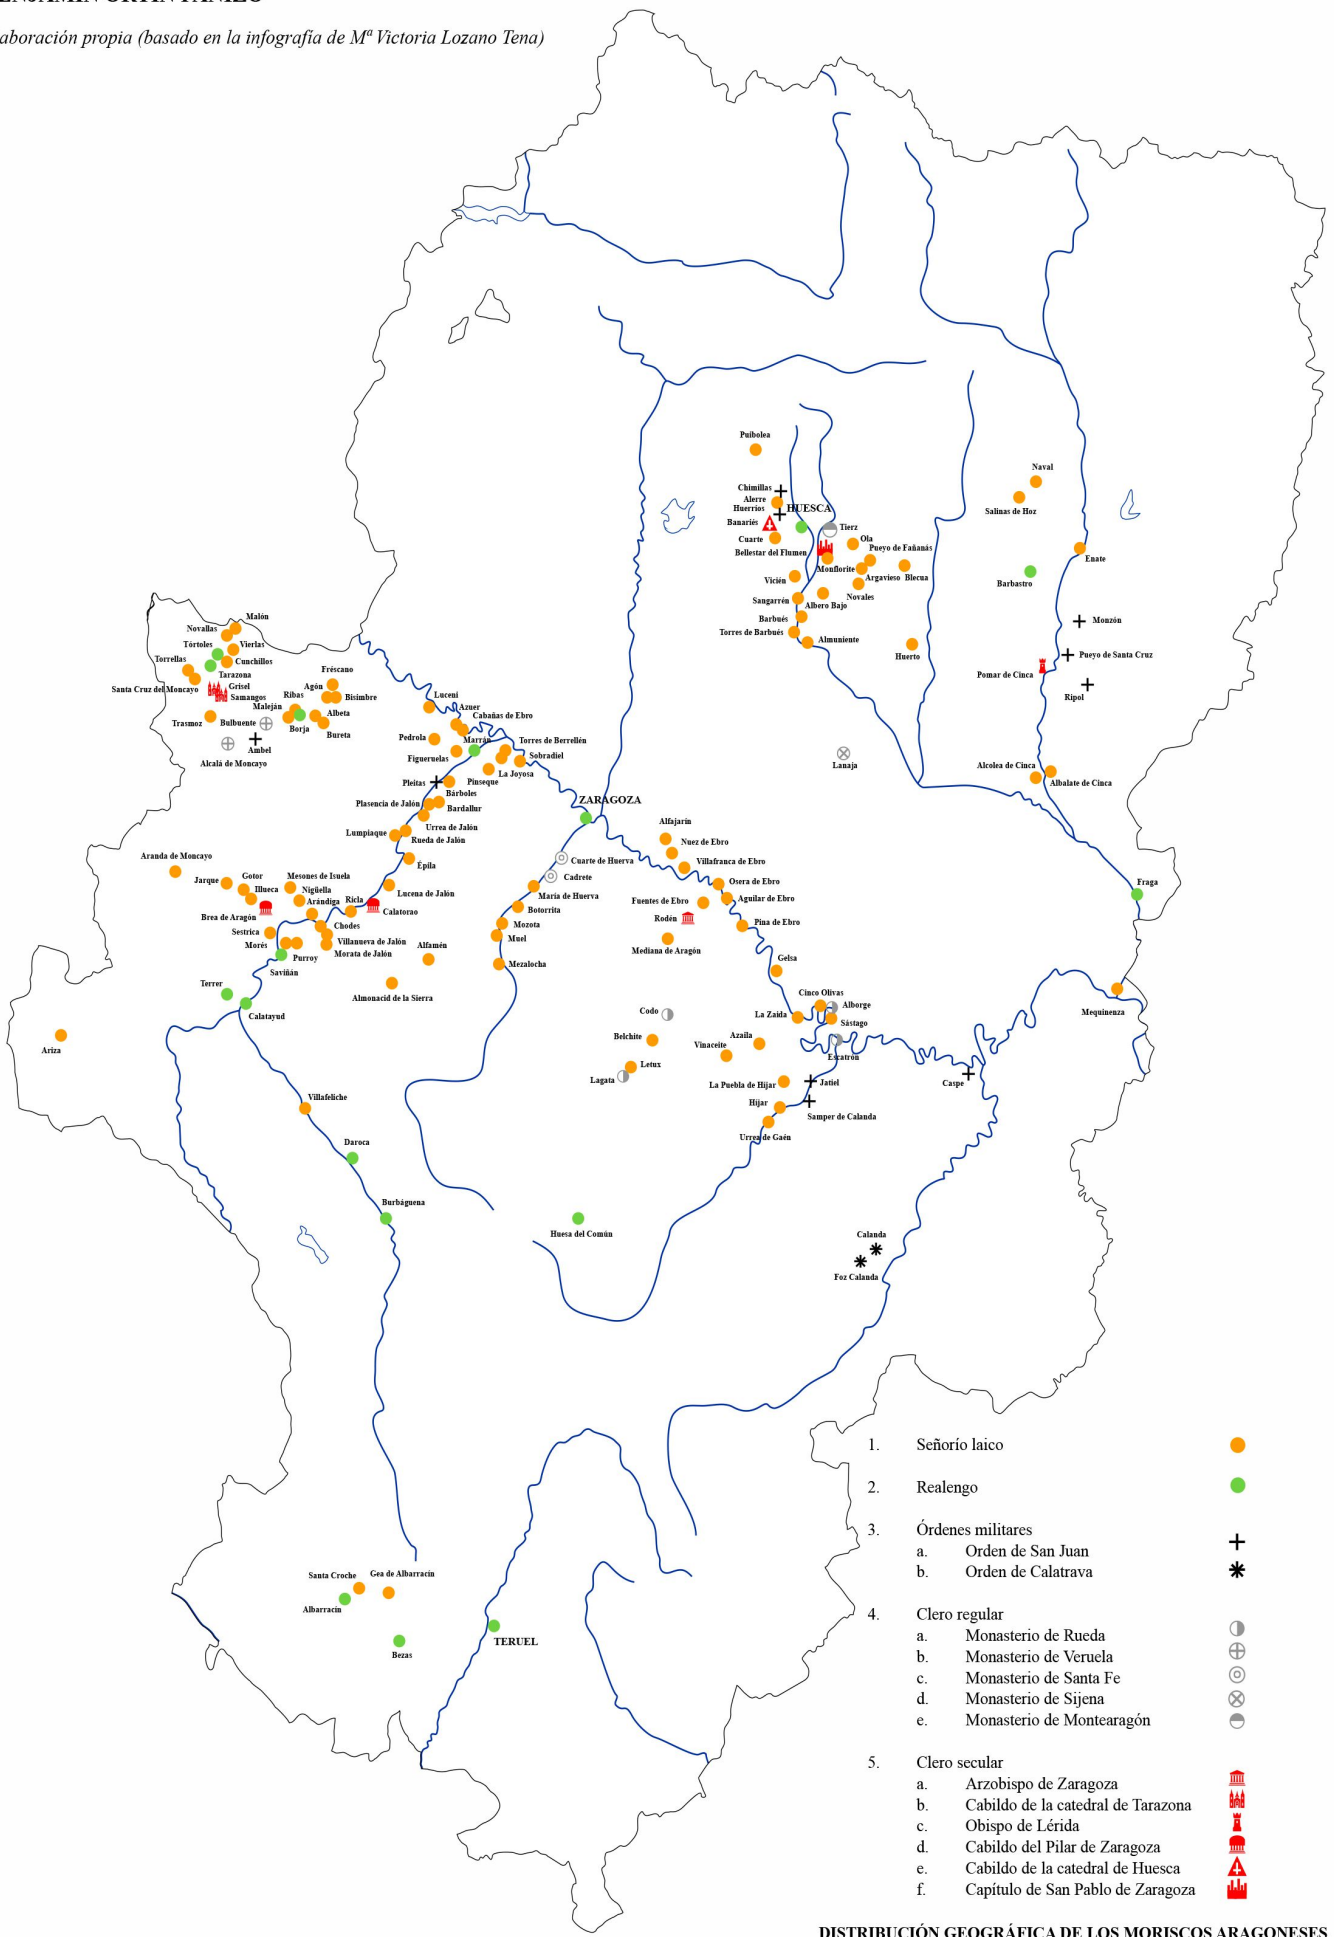 aboración propia (basado en la infografía de Mª Victoria Lozano Tena)
Puibolea
Chimillas
Alerre
Huerrios
HUESCA
Banariés
Cuarte
Bellestar del Flumen
Tierz
Ola
Pueyo de Fañanás
Monflorite
Argavieso
Blecua
Vicién
Novales
Sangarrén
Albero Bajo
Barbués
Torres de Barbués
Almuniente
Huerto
Naval
Salinas de Hoz
Enate
Barbastro
Monzón
Pueyo de Santa Cruz
Pomar de Cinca
Ripol
Lanaja
Alcolea de Cinca
Albalate de Cinca
Fraga
Mequinenza
Malón
Novallas
Tórtoles
Vierlas
Torrellas
Cunchillos
Tarazona
Santa Cruz del Moncayo
Grisel
Samangos
Fréscano
Agón
Bisimbre
Ribas
Maleján
Albeta
Trasmoz
Bulbuente
Borja
Bureta
Ambel
Alcalá de Moncayo
Luceni
Azuer
Cabañas de Ebro
Pedrola
Marrán
Torres de Berrellén
Figueruelas
Sobradiel
La Joyosa
Pinseque
Pleitas
Bárboles
Plasencia de Jalón
Bardallur
Urrea de Jalón
Lumpiaque
Rueda de Jalón
Épila
ZARAGOZA
Cuarte de Huerva
Cadrete
María de Huerva
Botorrita
Mozota
Muel
Mezalocha
Alfajarín
Nuez de Ebro
Villafranca de Ebro
Osera de Ebro
Aguilar de Ebro
Fuentes de Ebro
Rodén
Pina de Ebro
Mediana de Aragón
Gelsa
Aranda de Moncayo
Jarque
Gotor
Illueca
Mesones de Isuela
Nigüella
Lucena de Jalón
Arándiga
Ricla
Calatorao
Brea de Aragón
Chodes
Sestrica
Villanueva de Jalón
Morés
Morata de Jalón
Purroy
Saviñán
Alfamén
Almonacid de la Sierra
Terrer
Calatayud
Ariza
Codo
Cinco Olivas
Alborge
La Zaida
Sástago
Belchite
Azaila
Vinaceite
Escatrón
Letux
Lagata
La Puebla de Híjar
Jatiel
Caspe
Híjar
Samper de Calanda
Urrea de Gaén
Villafeliche
Daroca
Burbáguena
Huesa del Común
Calanda
Foz Calanda
Santa Croche
Gea de Albarracín
Albarracín
Bezas
TERUEL
1. Señorío laico
2. Realengo
3. Órdenes militares
a. Orden de San Juan
b. Orden de Calatrava
4. Clero regular
a. Monasterio de Rueda
b. Monasterio de Veruela
c. Monasterio de Santa Fe
d. Monasterio de Sijena
e. Monasterio de Montearagón
5. Clero secular
a. Arzobispo de Zaragoza
b. Cabildo de la catedral de Tarazona
c. Obispo de Lérida
d. Cabildo del Pilar de Zaragoza
e. Cabildo de la catedral de Huesca
f. Capítulo de San Pablo de Zaragoza
DISTRIBUCIÓN GEOGRÁFICA DE LOS MORISCOS ARAGONESES